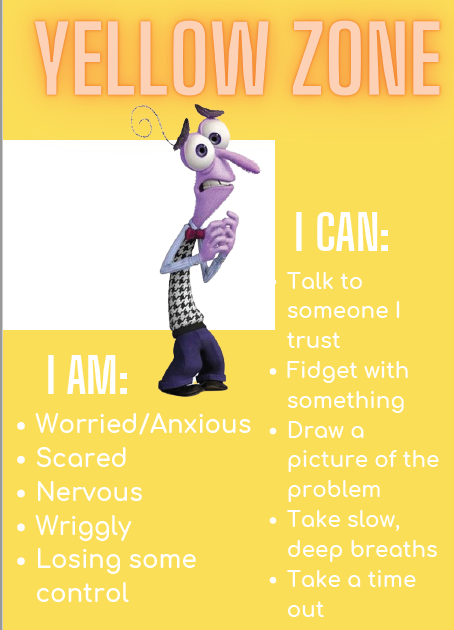 YELLOW ZONE
I AM:
• Worried/Anxious
• Scared
• Nervous
• Wriggly
• Losing some
control
I CAN:
• Talk to
someone I
trust
• Fidget with
something
• Draw a
picture of the
problem
• Take slow,
deep breaths
• Take a time
out